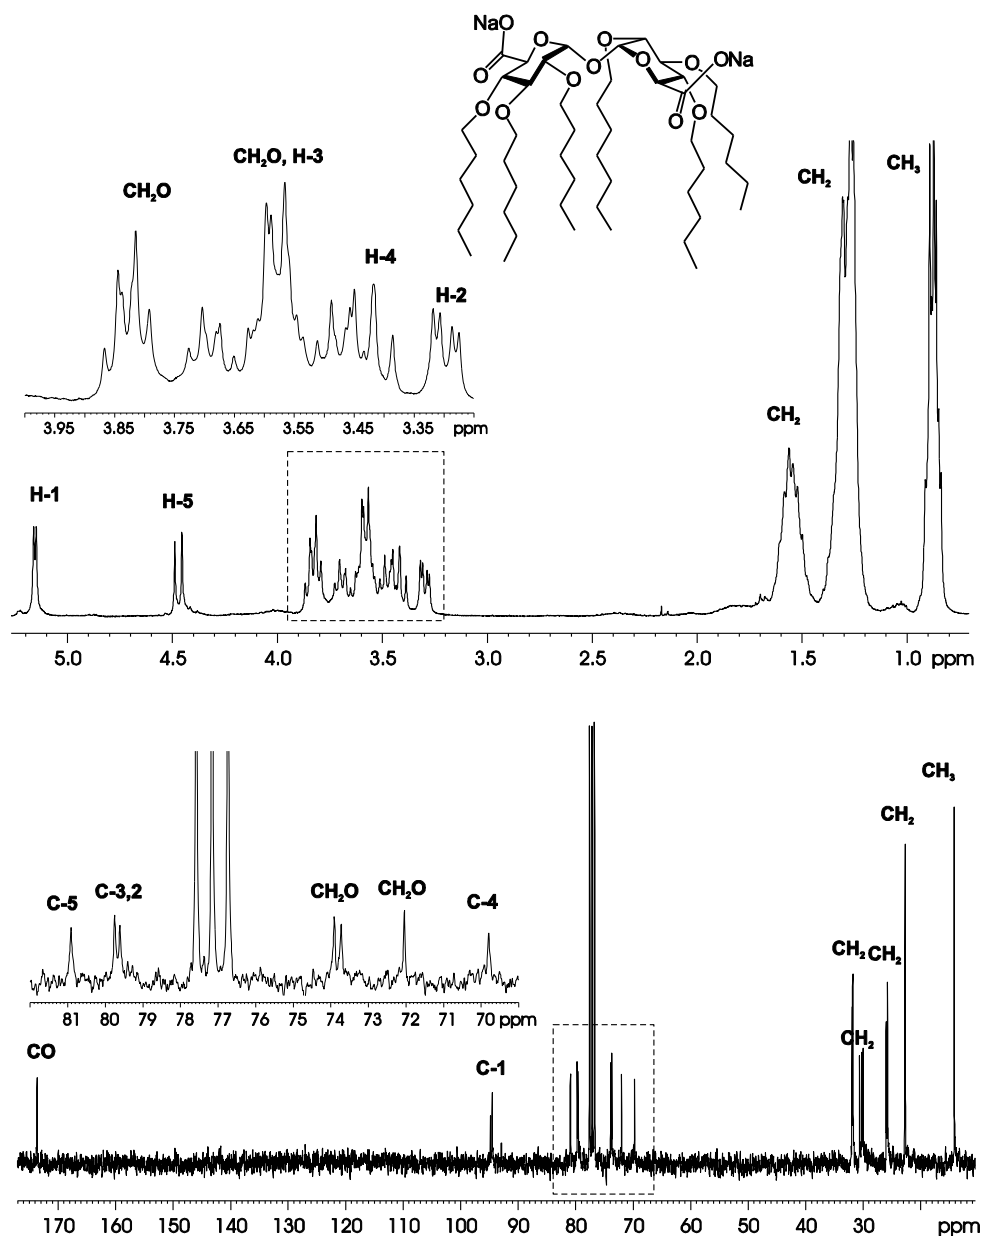 NaO
O
O
O
O
O
O
O
O
O
O
O
ONa
O
CH₂O, H-3
CH₂O
H-4
H-2
CH₂
CH₃
3.95 3.85 3.75 3.65 3.55 3.45 3.35 ppm
CH₂
H-1
H-5
5.0 4.5 4.0 3.5 3.0 2.5 2.0 1.5 1.0 ppm
CH₃
CH₂
C-5
C-3,2
CH₂O
CH₂O
C-4
CH₂
CH₂
81 80 79 78 77 76 75 74 73 72 71 70 ppm
CH₂
CO
C-1
170 160 150 140 130 120 110 100 90 80 70 60 50 40 30 ppm